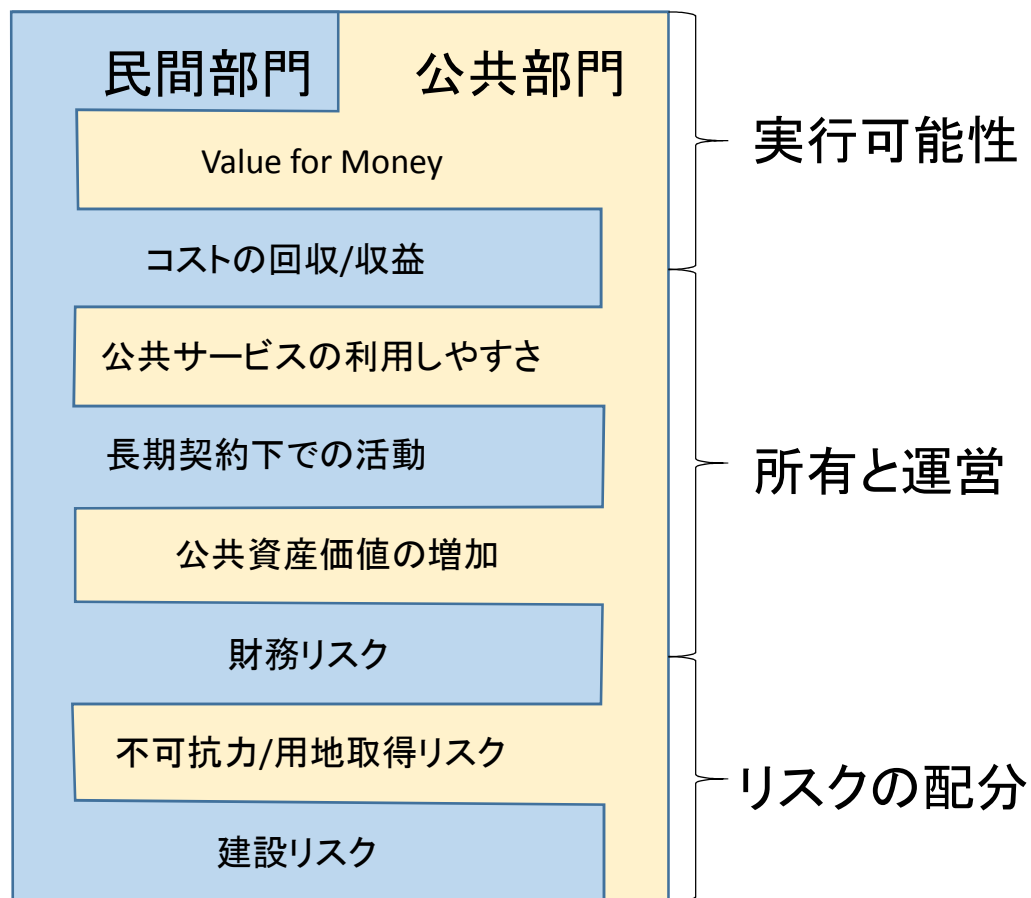 民間部門
公共部門
Value for Money
コストの回収/収益
公共サービスの利用しやすさ
長期契約下での活動
公共資産価値の増加
財務リスク
不可抗力/用地取得リスク
建設リスク
実行可能性
所有と運営
リスクの配分